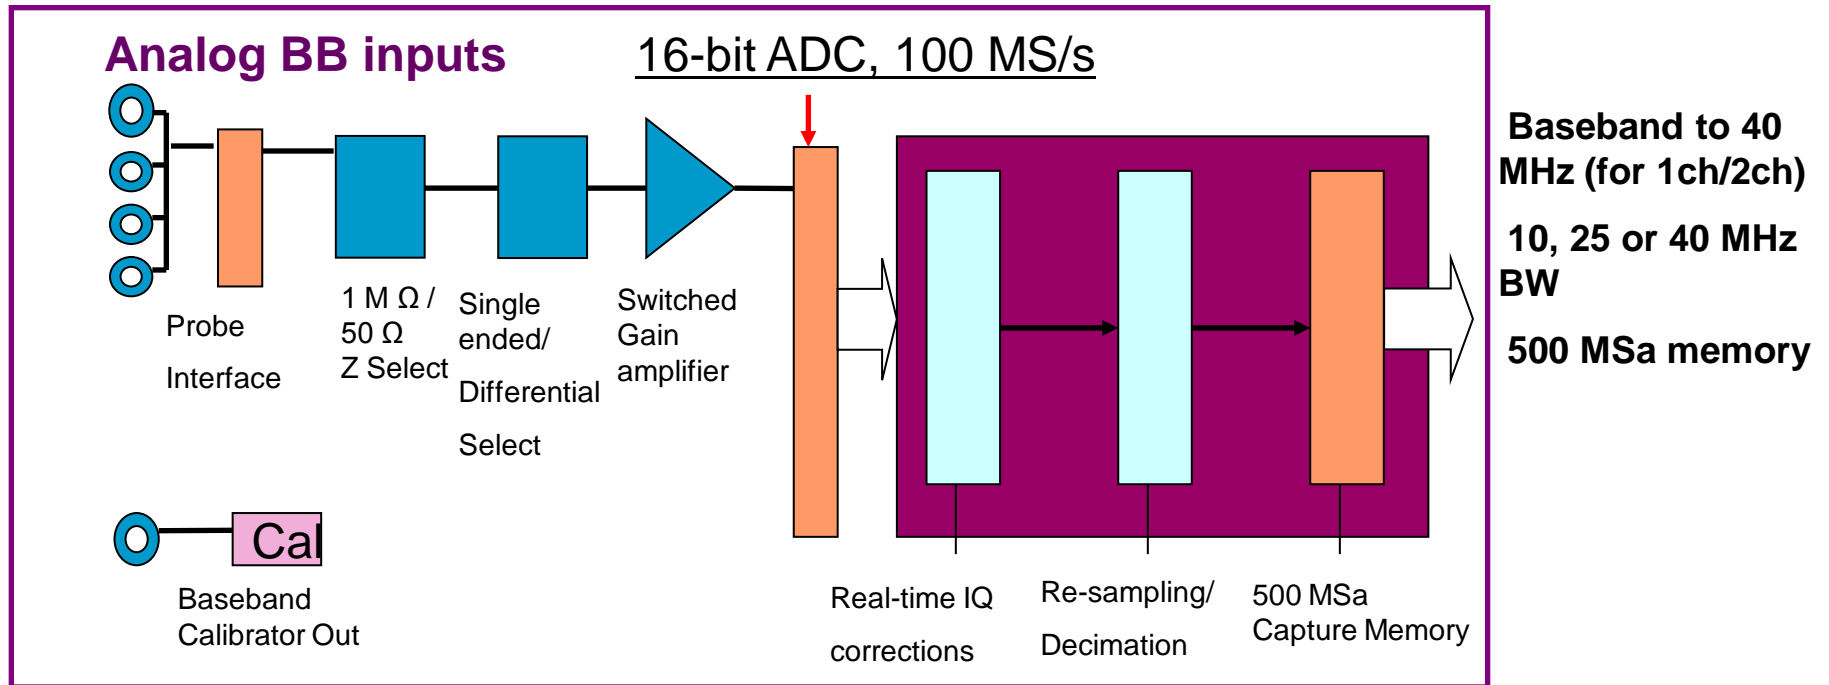 Analog BB inputs
16-bit ADC, 100 MS/s
Probe
Interface
1 M Ω /
50 Ω
Z Select
Single
ended/
Differential
Select
Switched
Gain
amplifier
Cal
Baseband
Calibrator Out
Real-time IQ
corrections
Re-sampling/
Decimation
500 MSa
Capture Memory
Baseband to 40
MHz (for 1ch/2ch)
10, 25 or 40 MHz
BW
500 MSa memory